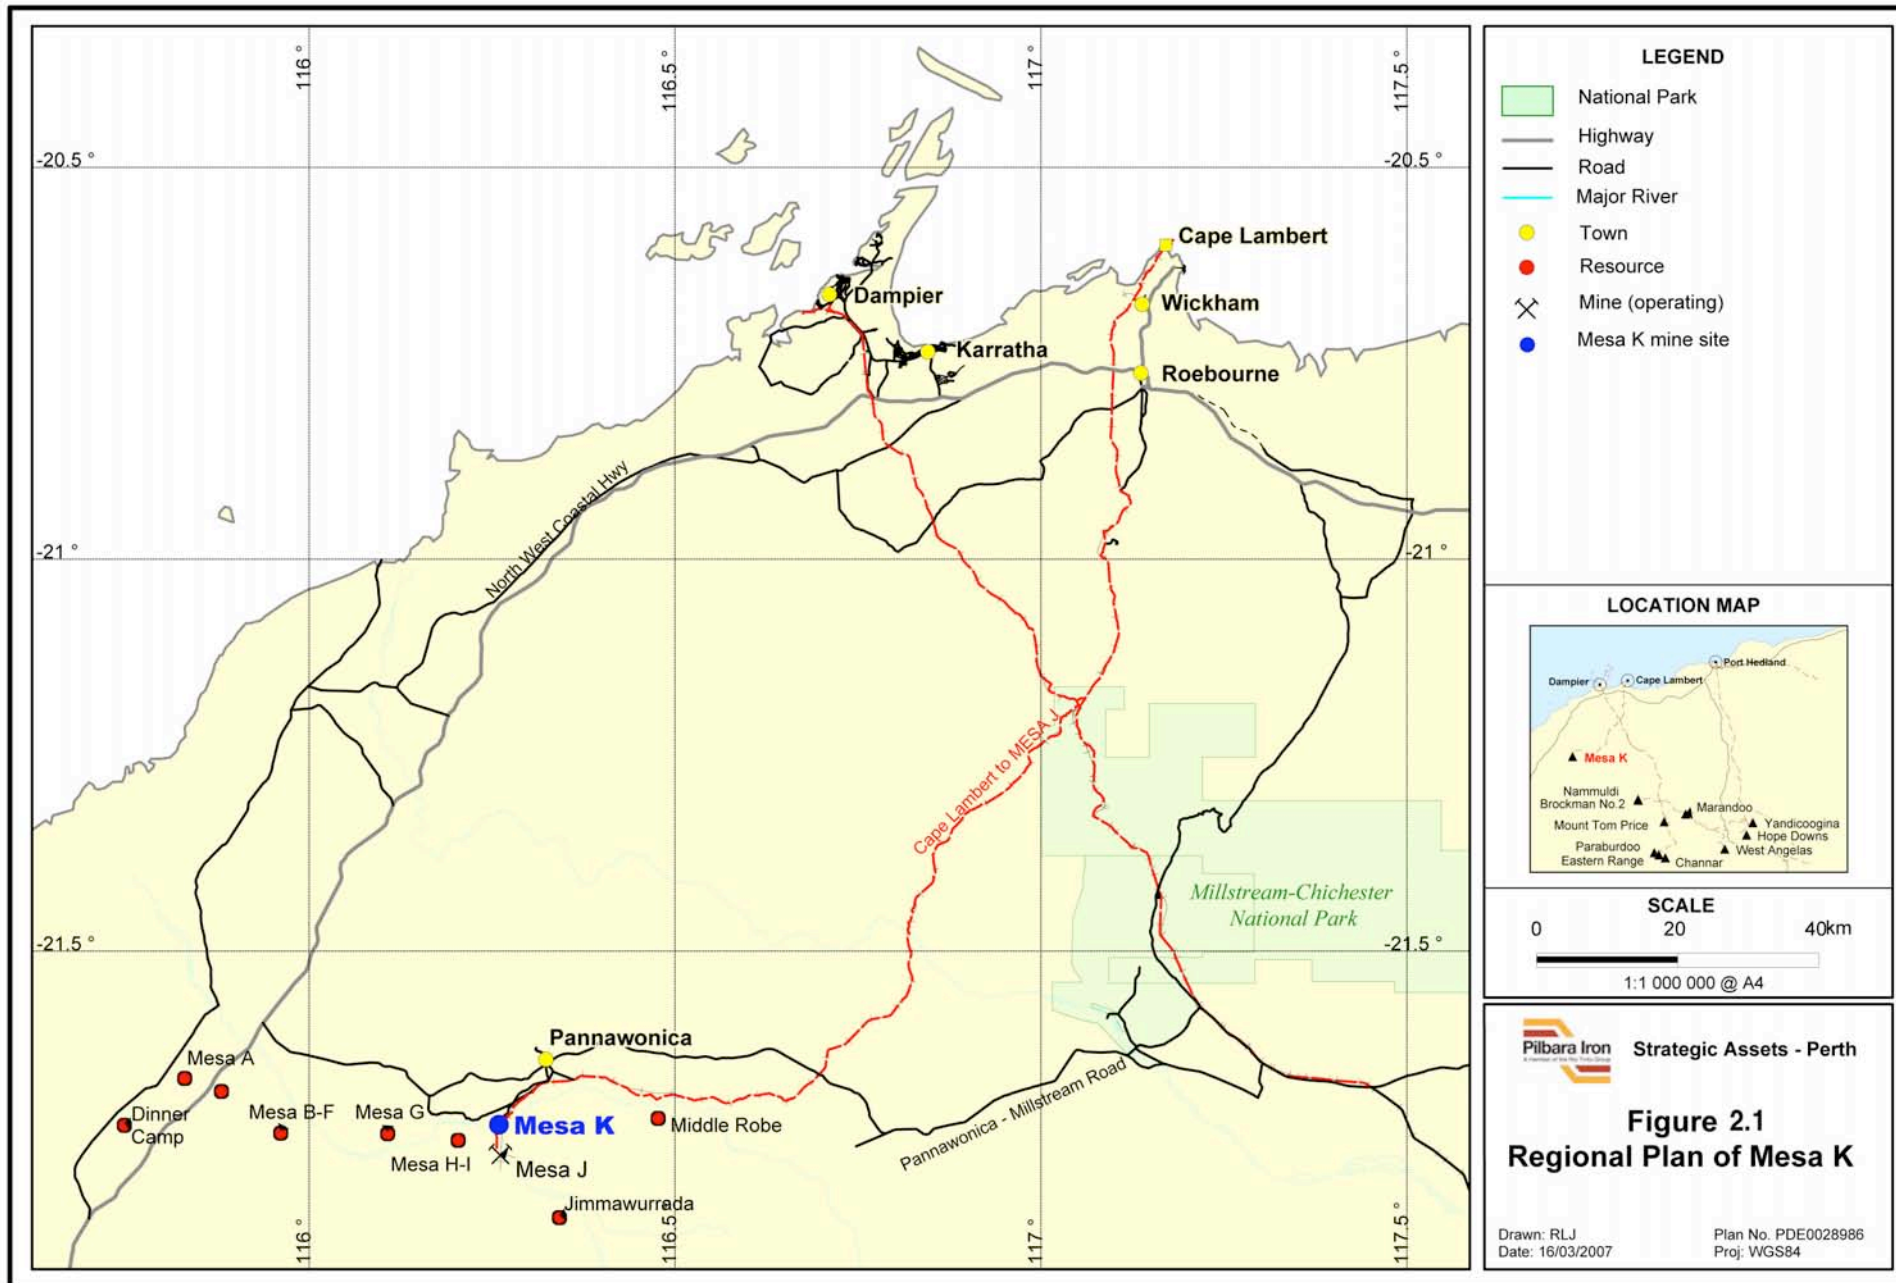 116 °
116.5 °
117 °
117.5 °
-20.5 °
-20.5 °
Cape Lambert
Dampier
Wickham
Karratha
Roebourne
North West Coastal Hwy
-21 °
-21 °
Cape Lambert to MESA J
Millstream-Chichester
National Park
-21.5 °
-21.5 °
Pannawonica
Mesa A
Dinner
Camp
Mesa B-F
Mesa G
Mesa H-I
Mesa K
Mesa J
Middle Robe
Jimmawurrada
Pannawonica - Millstream Road
116 °
116.5 °
117 °
117.5 °
LEGEND
National Park
Highway
Road
Major River
Town
Resource
Mine (operating)
Mesa K mine site
LOCATION MAP
Port Hedland
Dampier
Cape Lambert
Mesa K
Nammuldi
Brockman No.2
Marandoo
Mount Tom Price
Yandicoogina
Hope Downs
Paraburdoo
West Angelas
Eastern Range
Channar
SCALE
0 20 40km
1:1 000 000 @ A4
Pilbara Iron
Strategic Assets - Perth
Figure 2.1
Regional Plan of Mesa K
Drawn: RLJ
Plan No. PDE0028986
Date: 16/03/2007
Proj: WGS84